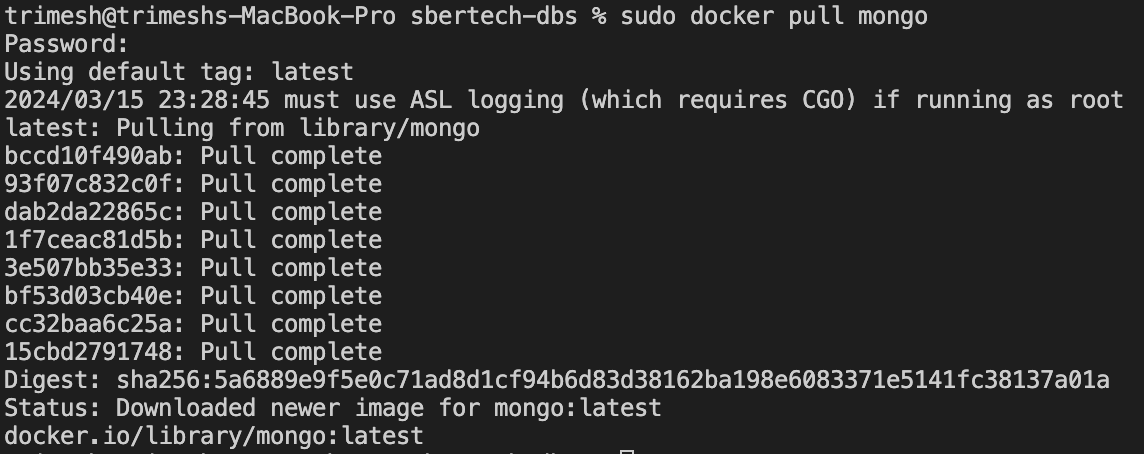 trimesh@trimeshs-MacBook-Pro sbertech-dbs % sudo docker pull mongo
Password:
Using default tag: latest
2024/03/15 23:28:45 must use ASL logging (which requires CGO) if running as root
latest: Pulling from library/mongo
bccd10f490ab: Pull complete
93f07c832c0f: Pull complete
dab2da22865c: Pull complete
1f7ceac81d5b: Pull complete
3e507bb35e33: Pull complete
bf53d03cb40e: Pull complete
cc32baa6c25a: Pull complete
15cbd2791748: Pull complete
Digest: sha256:5a6889e9f5e0c71ad8d1cf94b6d83d38162ba198e6083371e5141fc38137a01a
Status: Downloaded newer image for mongo:latest
docker.io/library/mongo:latest